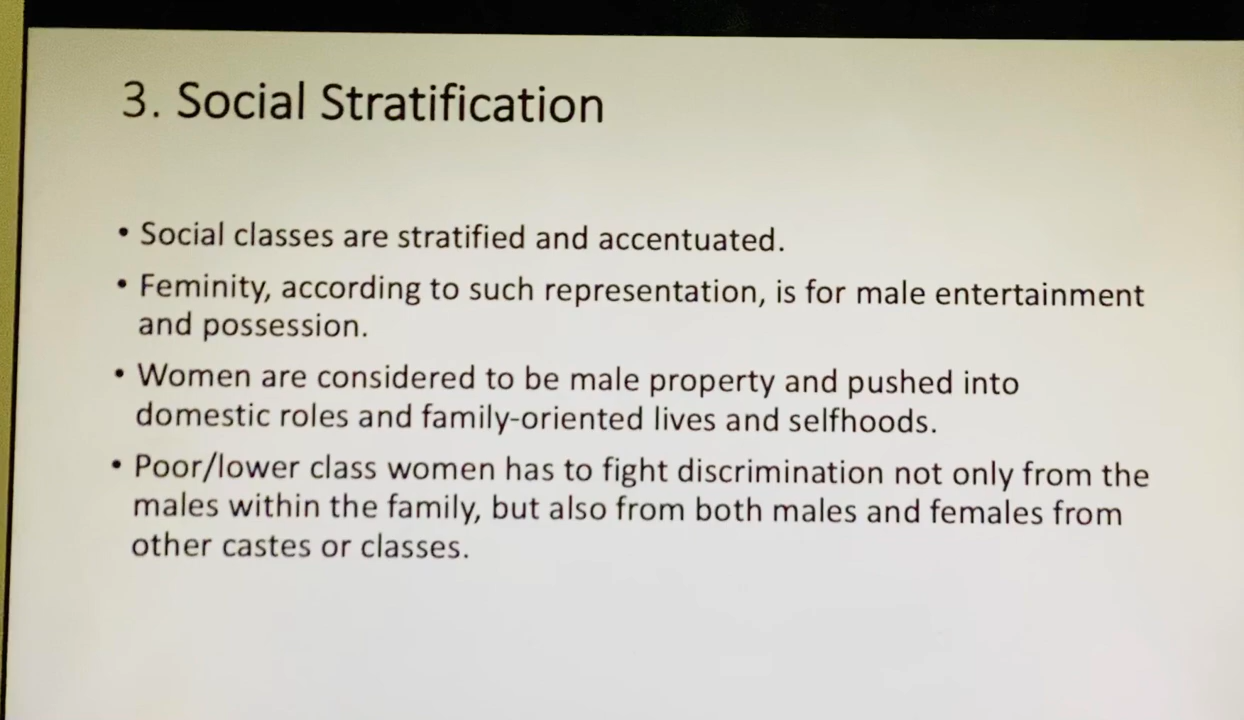 3. Social Stratification
• Social classes are stratified and accentuated.
• Feminity, according to such representation, is for male entertainment
and possession.
• Women are considered to be male property and pushed into
domestic roles and family-oriented lives and selfhoods.
• Poor/lower class women has to fight discrimination not only from the
males within the family, but also from both males and females from
other castes or classes.